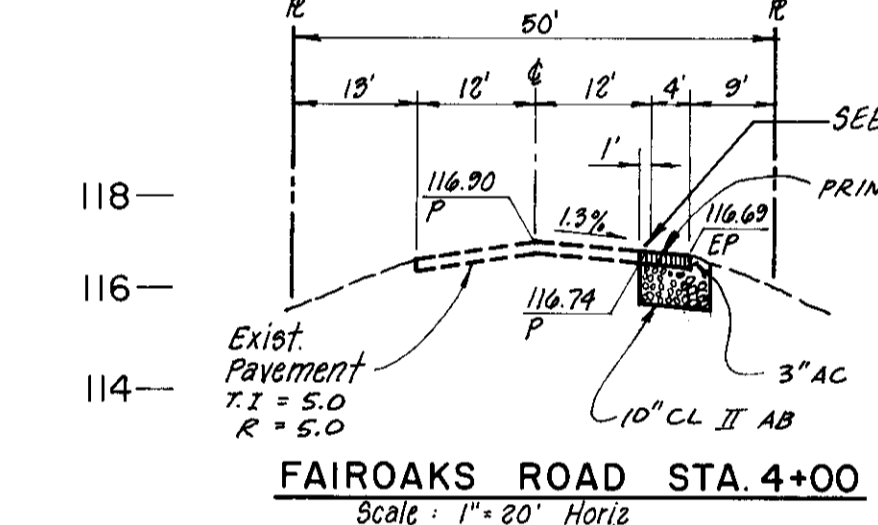 ℄ ℄
50'
13' 12' ℄ 12' 4' 9'
SEE
1'
118 116.90 PRIM
P 1.3% 116.69
EP
116
116.74
P
Exist.
Pavement
T.I = 5.0
R = 5.0
114
3" AC
10" CL II AB
FAIROAKS ROAD STA. 4+00
Scale : 1"= 20' Horiz